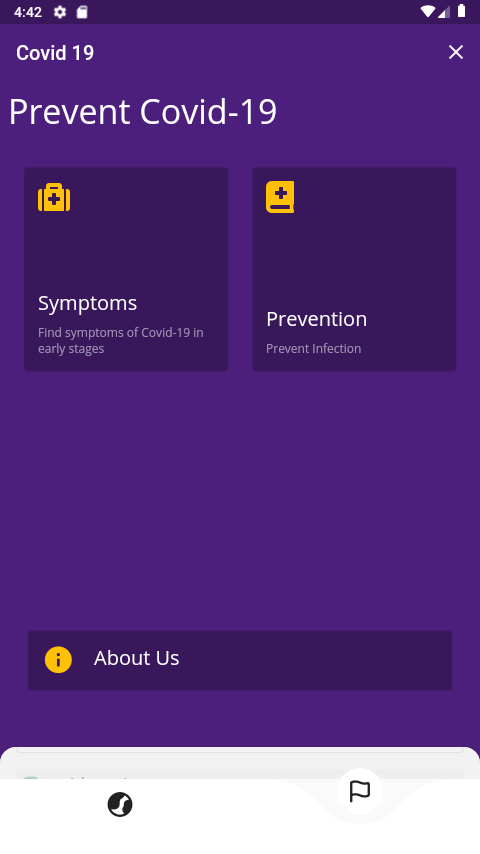 4:42
Covid 19
Prevent Covid-19
Symptoms
Find symptoms of Covid-19 in
early stages
Prevention
Prevent Infection
About Us